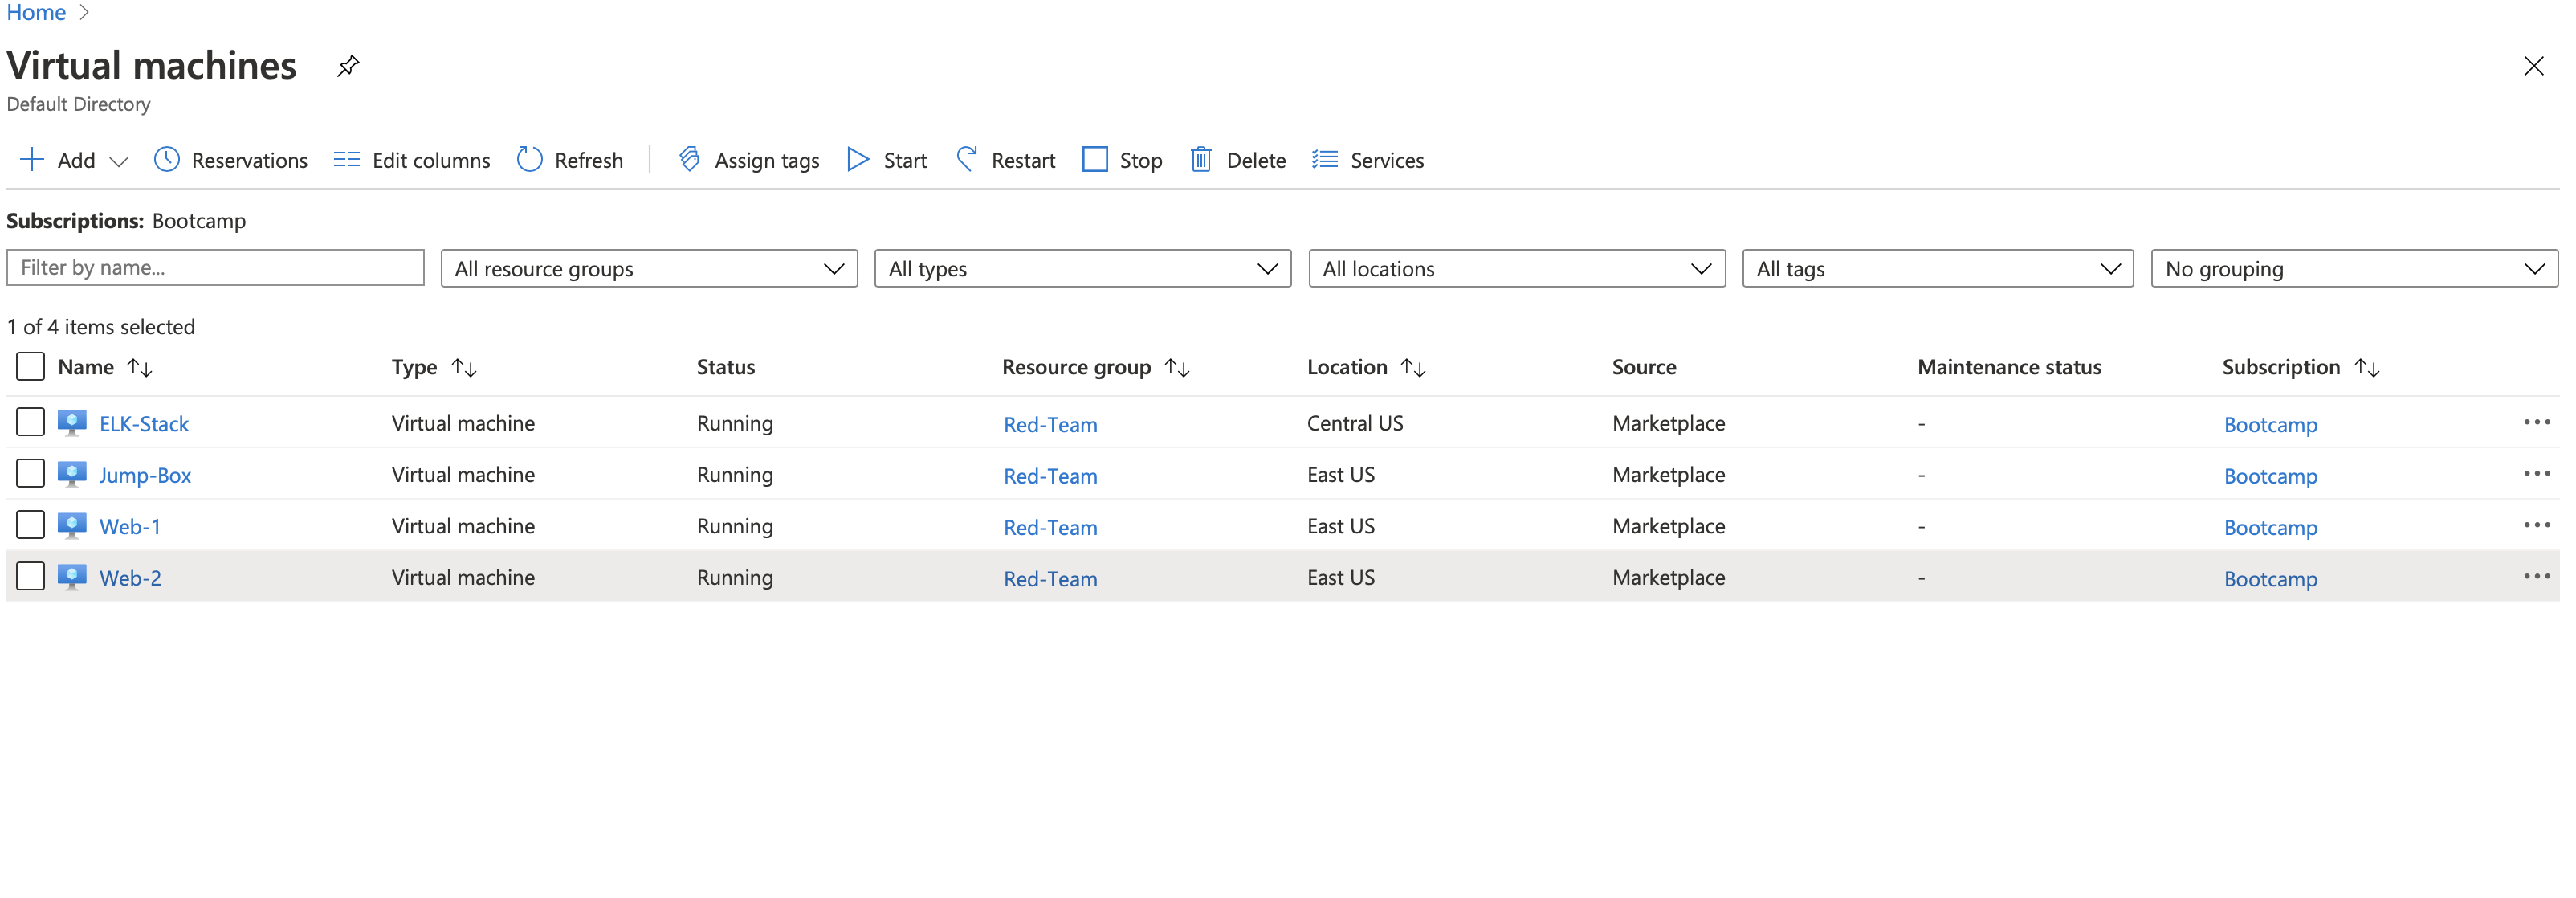 Home
Virtual machines
Default Directory
Add Reservations Edit columns Refresh Assign tags Start Restart Stop Delete Services
Subscriptions: Bootcamp
Filter by name... All resource groups All types All locations All tags No grouping
1 of 4 items selected
Name Type Status Resource group Location Source Maintenance status Subscription
ELK-Stack Virtual machine Running Red-Team Central US Marketplace - Bootcamp
Jump-Box Virtual machine Running Red-Team East US Marketplace - Bootcamp
Web-1 Virtual machine Running Red-Team East US Marketplace - Bootcamp
Web-2 Virtual machine Running Red-Team East US Marketplace - Bootcamp